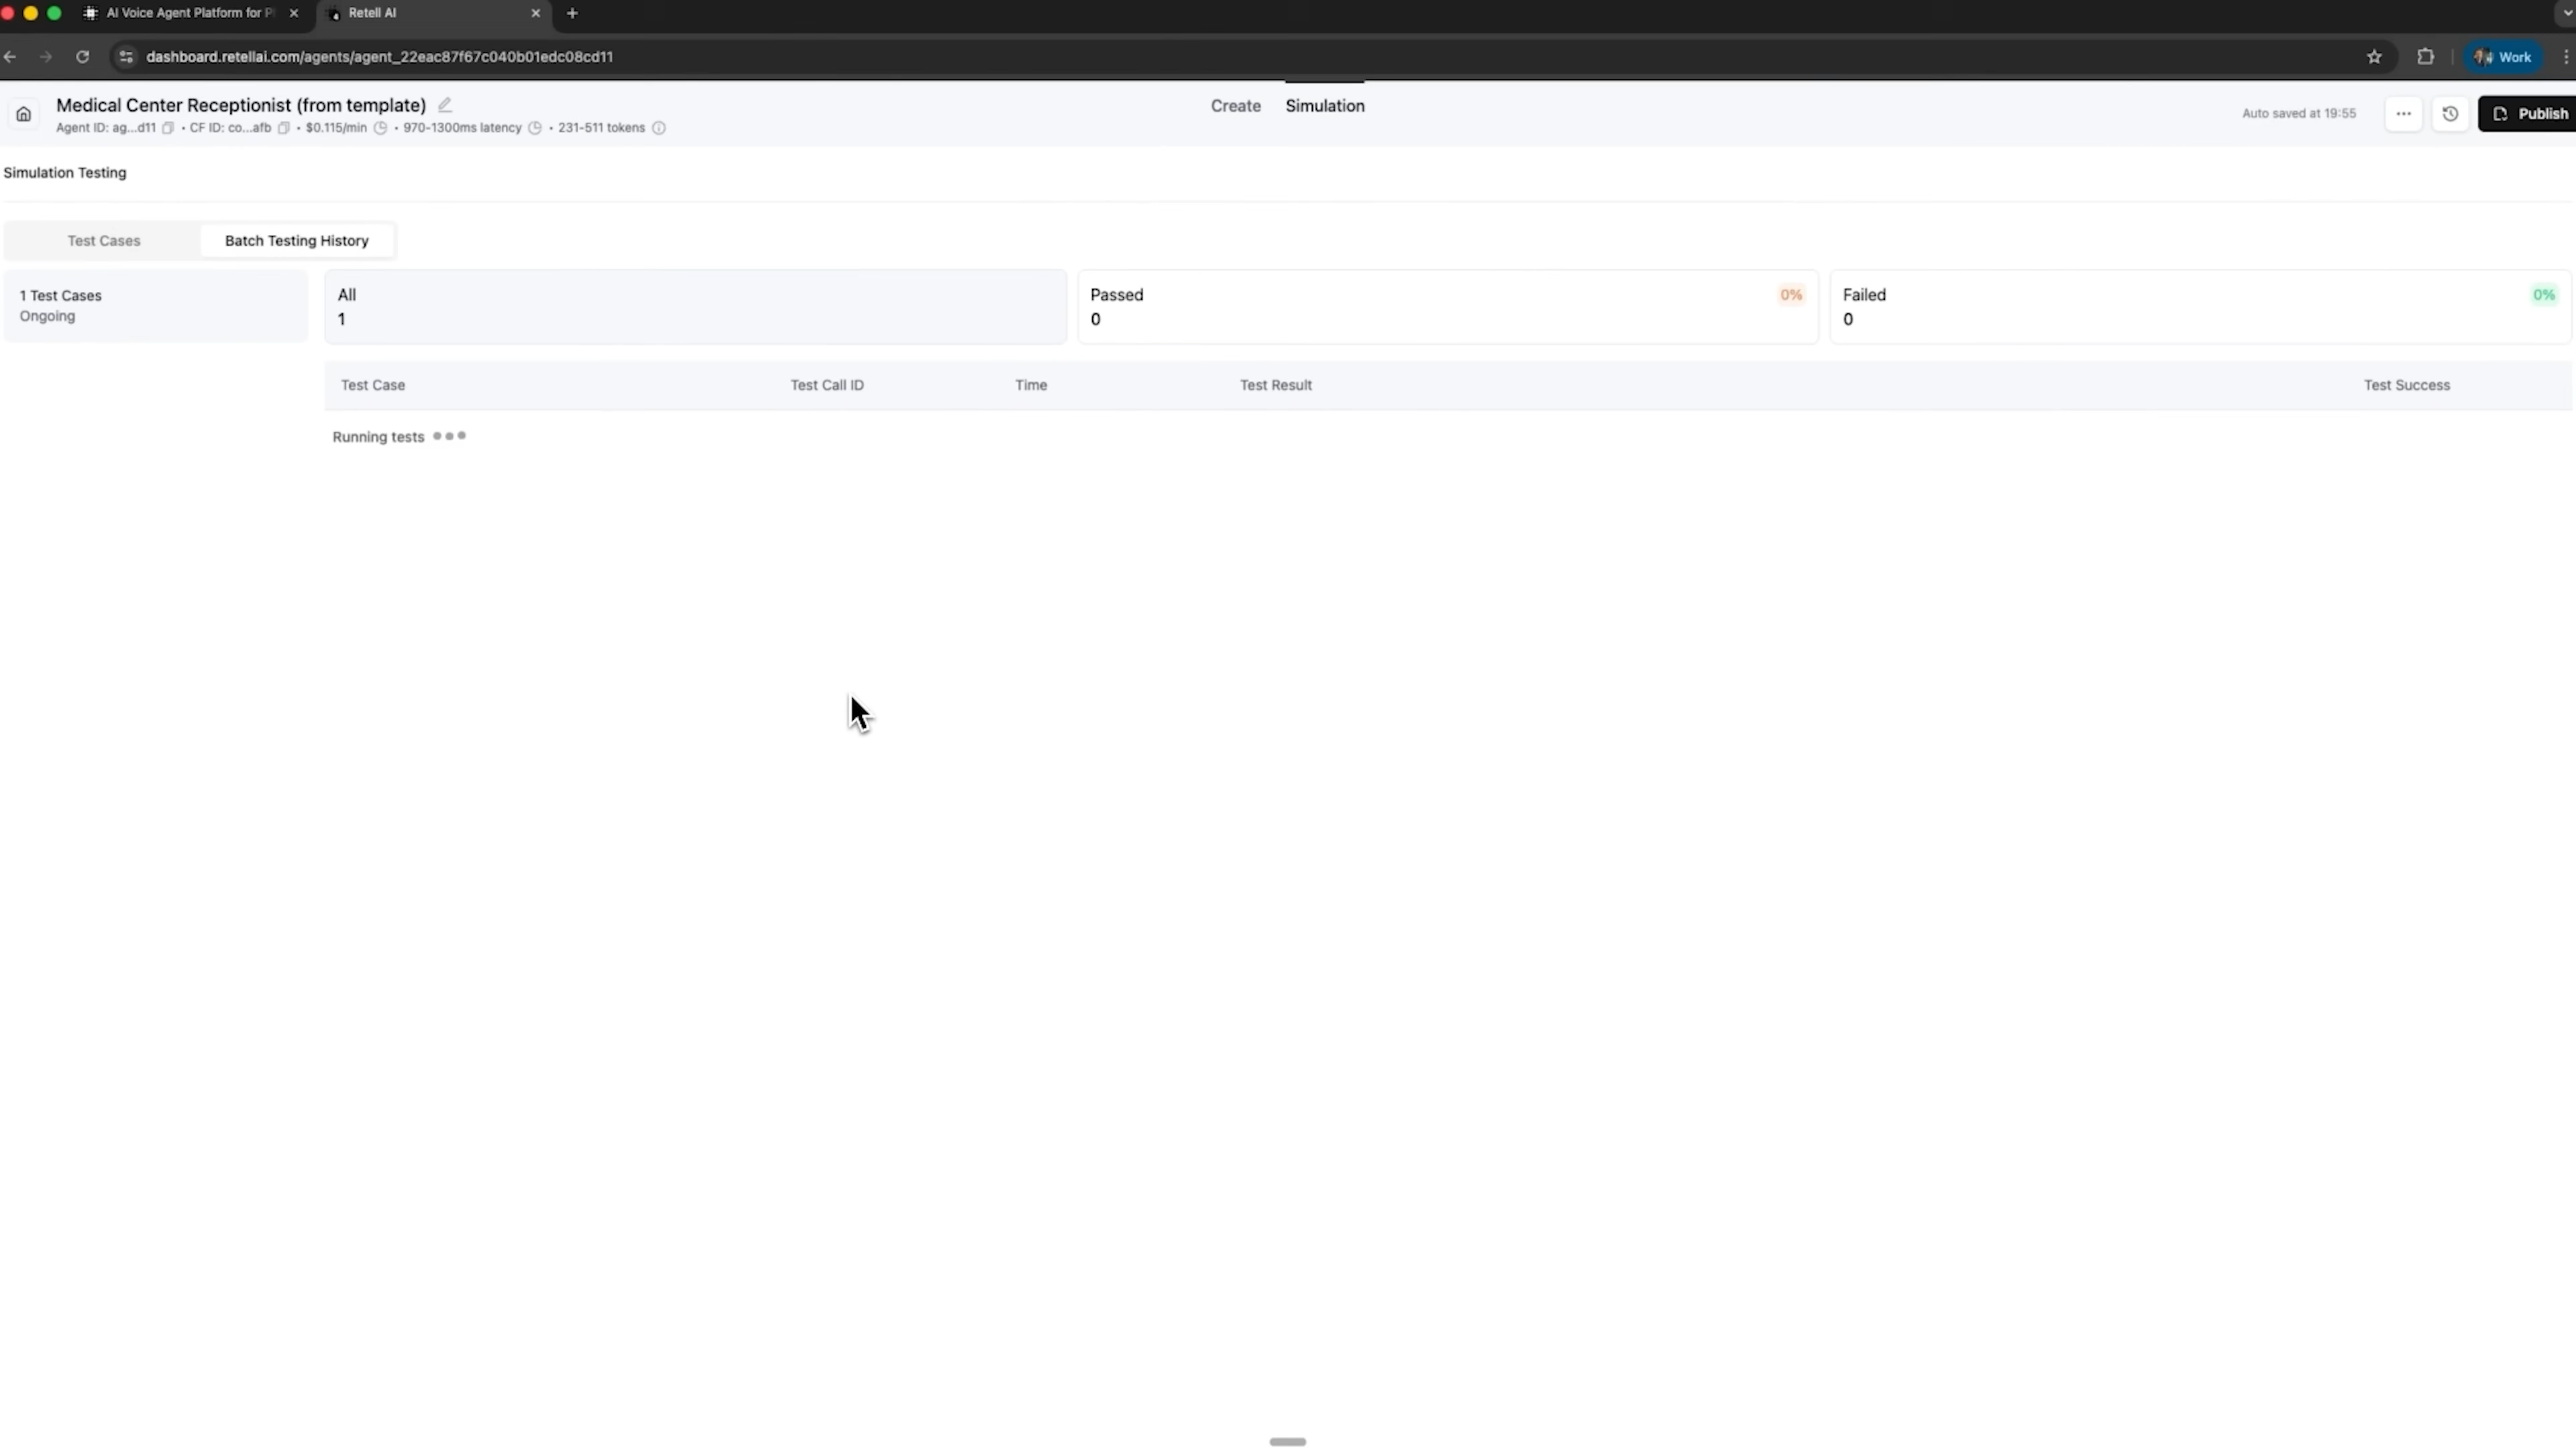 AI Voice Agent Platform for P
Retell AI
dashboard.retellai.com/agents/agent_22eac87f67c040b01edc08cd11
Work
Medical Center Receptionist (from template)
Agent ID: ag...d11 • CF ID: co...afb • $0.115/min • 970-1300ms latency • 231-511 tokens
Create Simulation
Auto saved at 19:55
Publish
Simulation Testing
Test Cases Batch Testing History
1 Test Cases
Ongoing
All
1
Passed 0%
0
Failed 0%
0
Test Case Test Call ID Time Test Result Test Success
Running tests